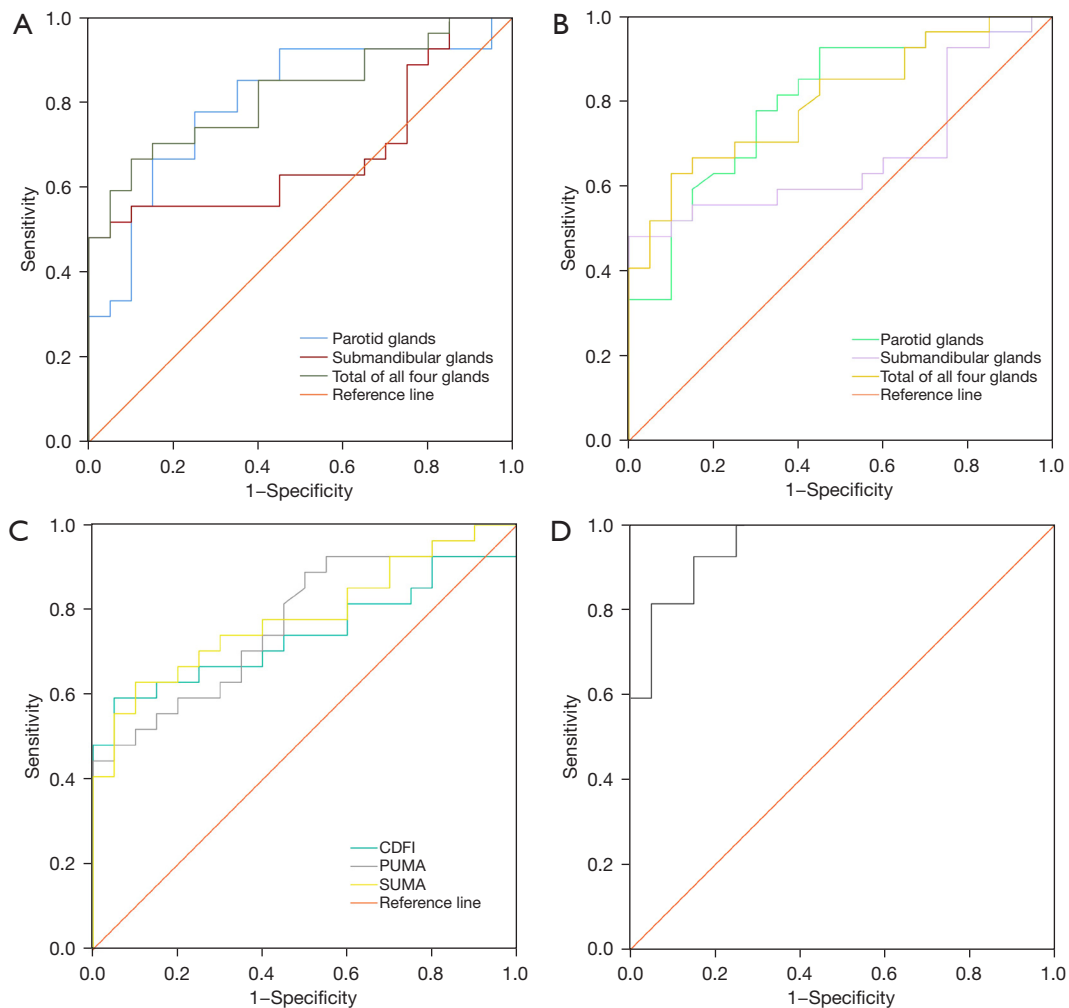 A
1.0
0.8
0.6
0.4
0.2
0.0
Sensitivity
Parotid glands
Submandibular glands
Total of all four glands
Reference line
0.0 0.2 0.4 0.6 0.8 1.0
1–Specificity
B
1.0
0.8
0.6
0.4
0.2
0.0
Sensitivity
Parotid glands
Submandibular glands
Total of all four glands
Reference line
0.0 0.2 0.4 0.6 0.8 1.0
1–Specificity
C
1.0
0.8
0.6
0.4
0.2
0.0
Sensitivity
CDFI
PUMA
SUMA
Reference line
0.0 0.2 0.4 0.6 0.8 1.0
1–Specificity
D
1.0
0.8
0.6
0.4
0.2
0.0
Sensitivity
0.0 0.2 0.4 0.6 0.8 1.0
1–Specificity